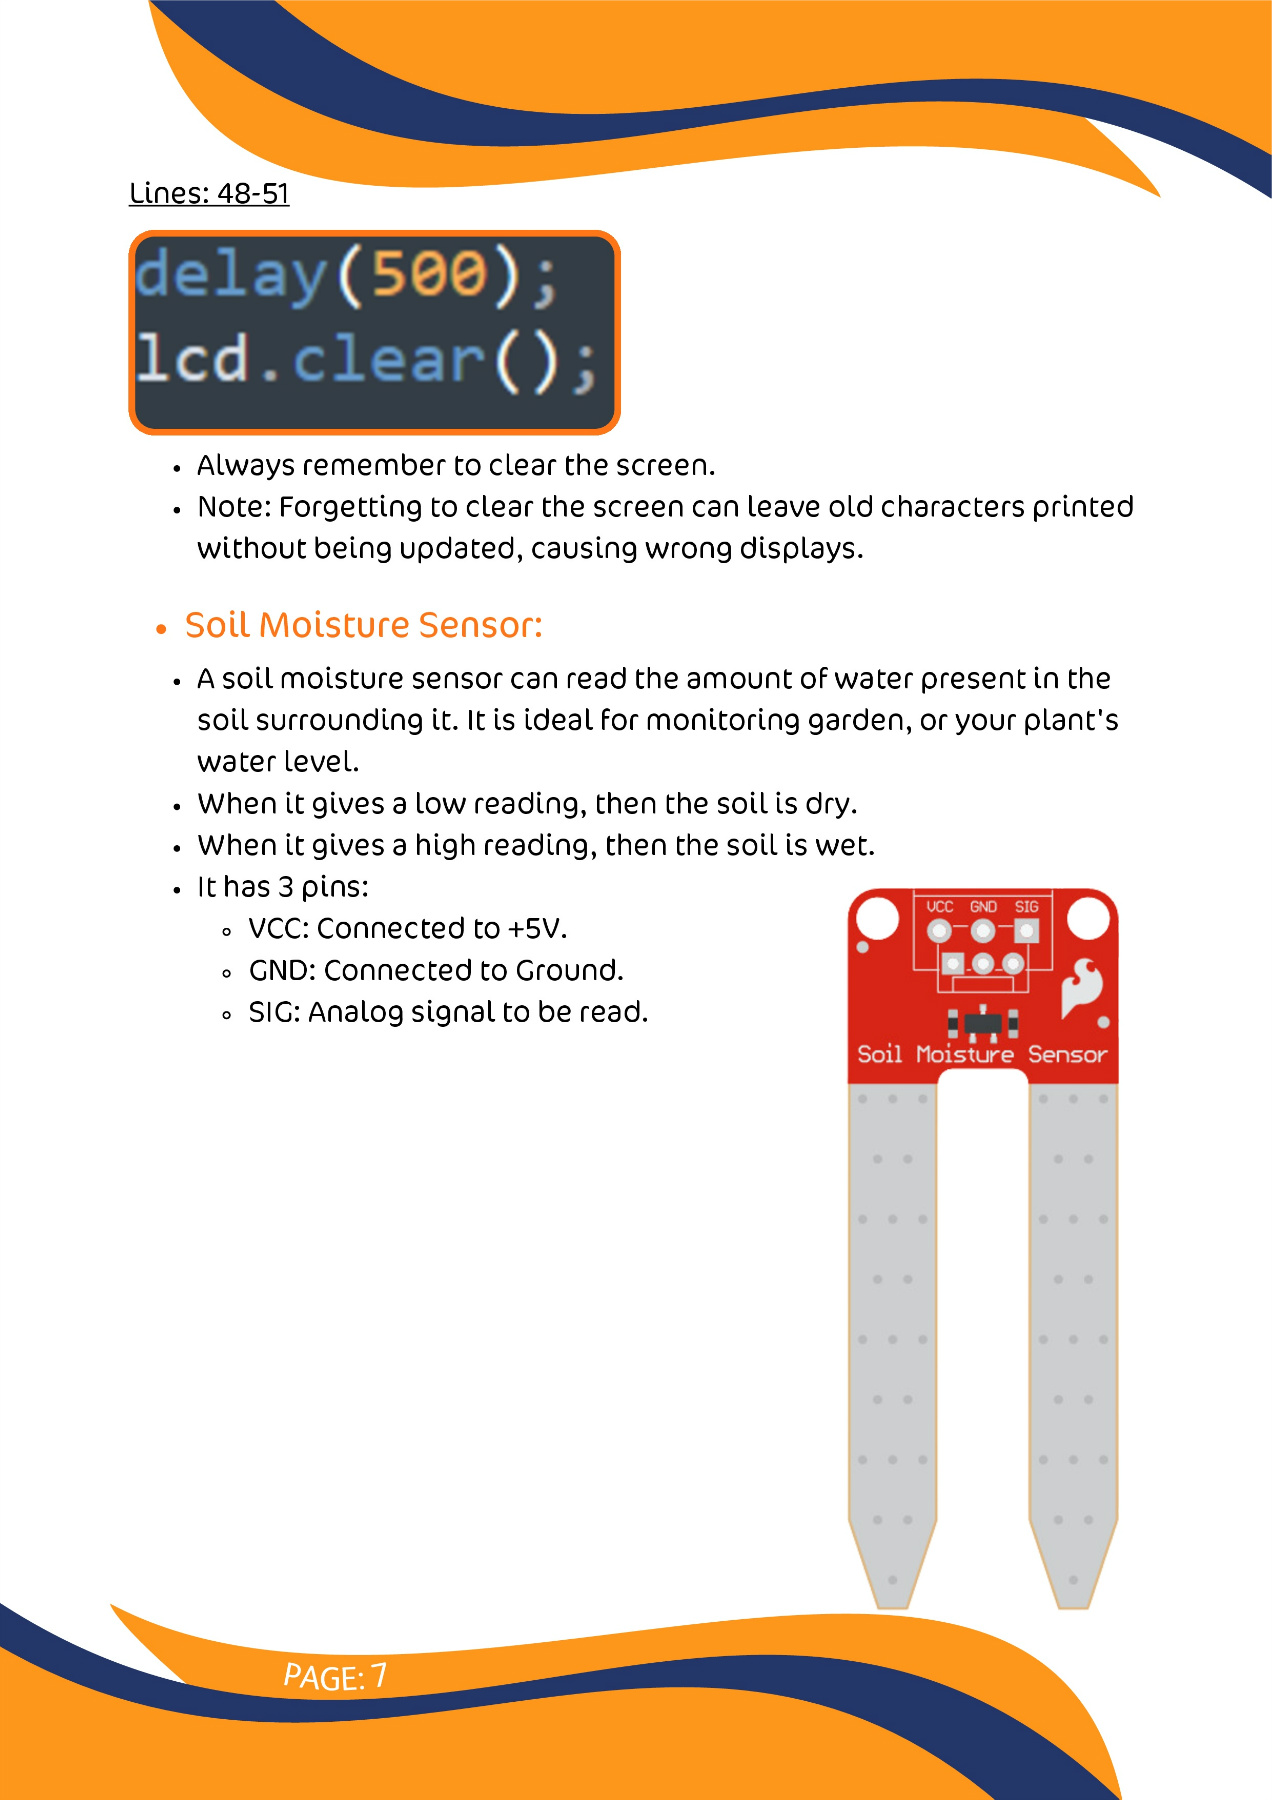 Lines: 48-51
delay(500);
lcd.clear();
• Always remember to clear the screen.
• Note: Forgetting to clear the screen can leave old characters printed
without being updated, causing wrong displays.
• Soil Moisture Sensor:
• A soil moisture sensor can read the amount of water present in the
soil surrounding it. It is ideal for monitoring garden, or your plant's
water level.
• When it gives a low reading, then the soil is dry.
• When it gives a high reading, then the soil is wet.
• It has 3 pins:
◦ VCC: Connected to +5V.
◦ GND: Connected to Ground.
◦ SIG: Analog signal to be read.
VCC GND SIG
Soil Moisture Sensor
PAGE: 7